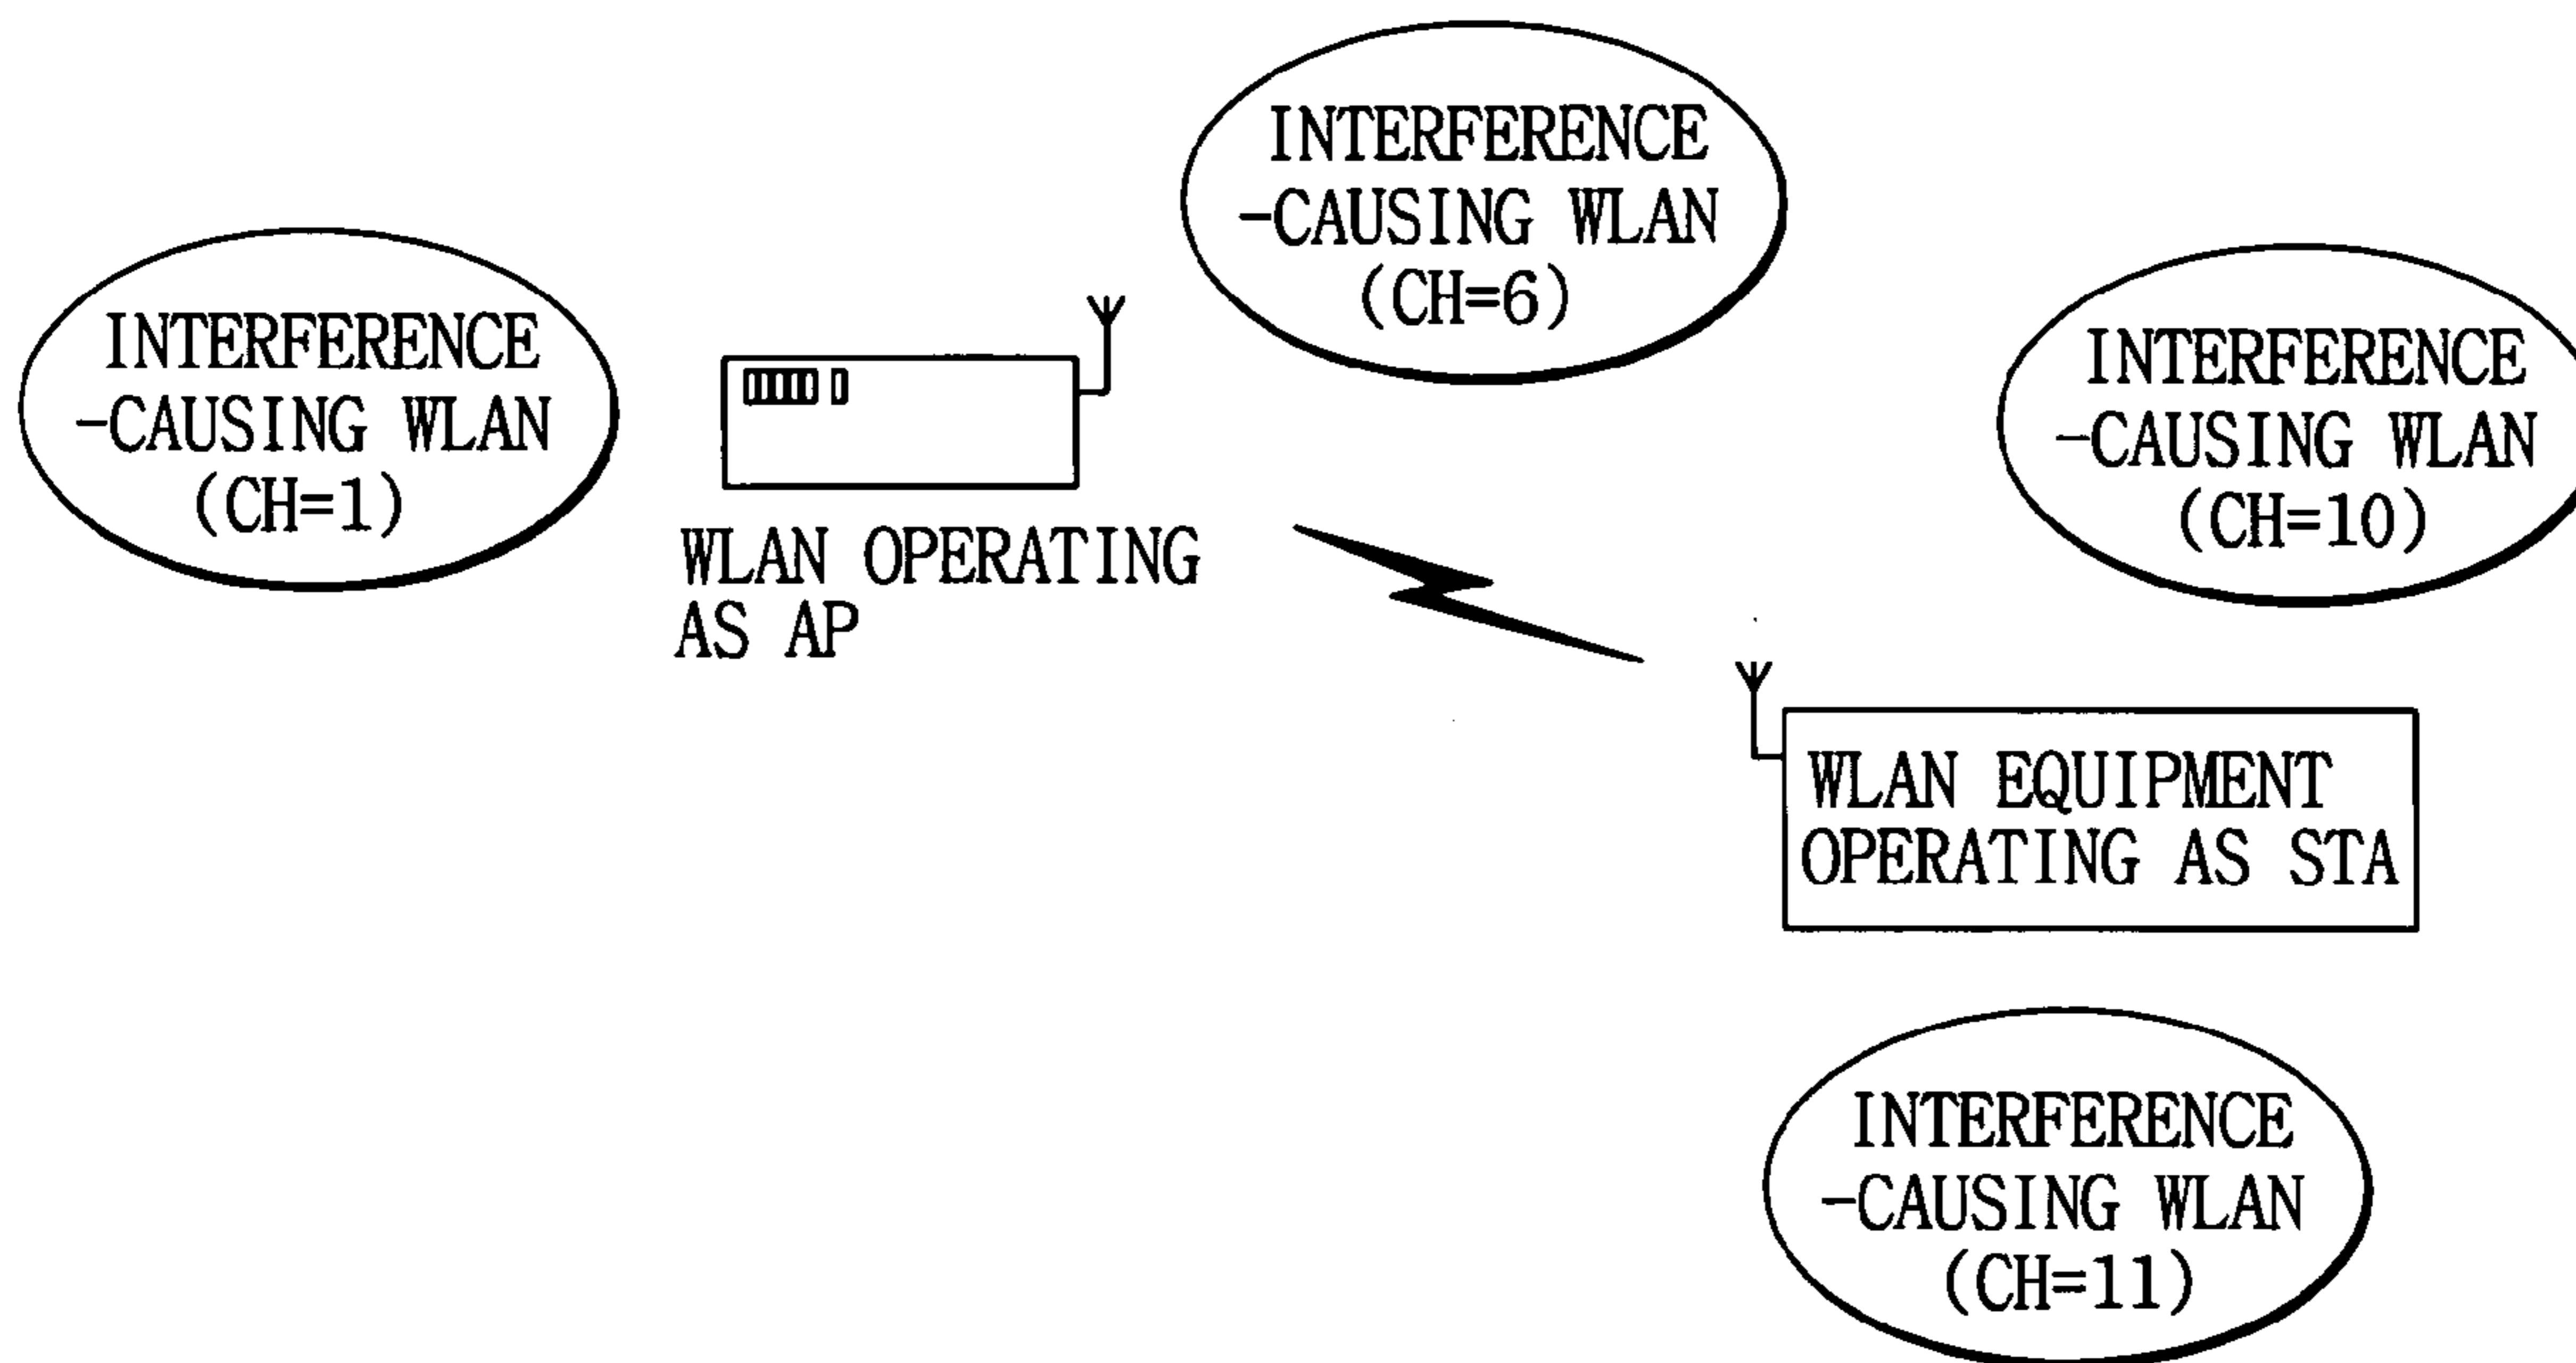 INTERFERENCE
-CAUSING WLAN
(CH=6)
INTERFERENCE
-CAUSING WLAN
(CH=1)
INTERFERENCE
-CAUSING WLAN
(CH=10)
WLAN OPERATING
AS AP
WLAN EQUIPMENT
OPERATING AS STA
INTERFERENCE
-CAUSING WLAN
(CH=11)